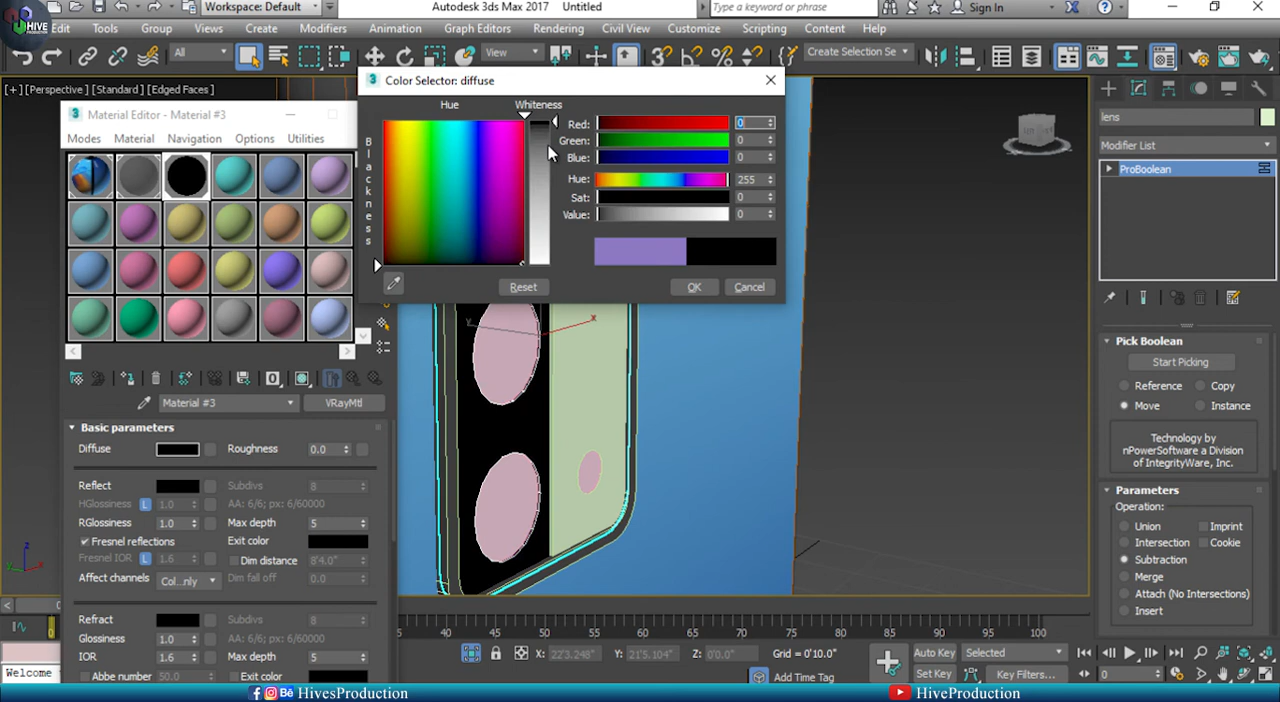 HIVE
Workspace: Default
Autodesk 3ds Max 2017 Untitled
Type a keyword or phrase
Sign In
Edit Tools Group Views Create Modifiers Animation Graph Editors Rendering Civil View Customize Scripting Content Help
All
View
Create Selection Se
[+] [Perspective] [Standard] [Edged Faces]
Material Editor - Material #3
Modes Material Navigation Options Utilities
Color Selector: diffuse
Hue
Whiteness
Blackness
Red: 0
Green: 0
Blue: 0
Hue: 255
Sat: 0
Value: 0
Reset
OK
Cancel
Material #3
VRayMtl
Basic parameters
Diffuse
Roughness 0.0
Reflect
Subdivs 8
HGlossiness L 1.0
AA: 6/6; px: 6/60000
RGlossiness 1.0
Max depth 5
Fresnel reflections
Exit color
Fresnel IOR L 1.6
Dim distance 8'4.0"
Affect channels Col...nly
Dim fall off 0.0
Refract
Subdivs 8
Glossiness 1.0
AA: 6/6; px: 6/60000
IOR 1.6
Max depth 5
Abbe number 50.0
Exit color
y
x
z
lens
Modifier List
ProBoolean
Pick Boolean
Start Picking
Reference Copy
Move Instance
Technology by
nPowerSoftware a Division
of IntegrityWare, Inc.
Parameters
Operation:
Union Imprint
Intersection Cookie
Subtraction
Merge
Attach (No Intersections)
Insert
40 45 50 55 60 65 70 75 80 85 90 95 100
X: 22'3.248"
Y: 21'5.104"
Z: 0'0.0"
Grid = 0'10.0"
Auto Key
Selected
Welcome
Add Time Tag
Set Key
Key Filters...
0
HivesProduction
HiveProduction